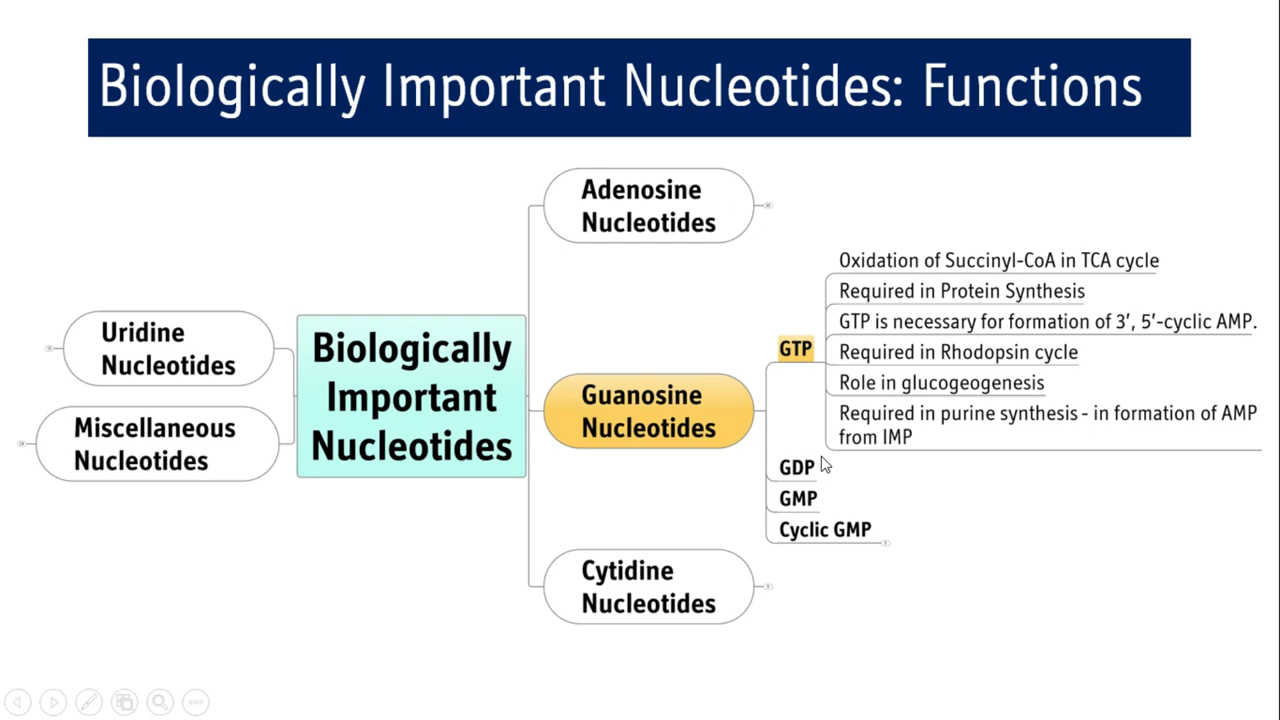 Biologically Important Nucleotides: Functions
Adenosine
Nucleotides
Uridine
Nucleotides
Miscellaneous
Nucleotides
Biologically
Important
Nucleotides
Guanosine
Nucleotides
GTP
Oxidation of Succinyl-CoA in TCA cycle
Required in Protein Synthesis
GTP is necessary for formation of 3′, 5′-cyclic AMP.
Required in Rhodopsin cycle
Role in glucogeogenesis
Required in purine synthesis - in formation of AMP
from IMP
GDP
GMP
Cyclic GMP
Cytidine
Nucleotides